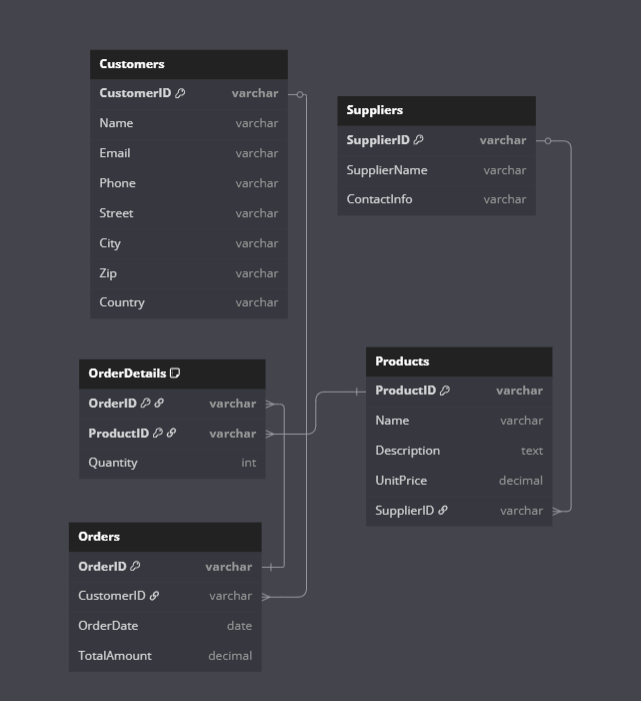 Customers
CustomerID varchar
Name varchar
Email varchar
Phone varchar
Street varchar
City varchar
Zip varchar
Country varchar
Suppliers
SupplierID varchar
SupplierName varchar
ContactInfo varchar
OrderDetails
OrderID varchar
ProductID varchar
Quantity int
Products
ProductID varchar
Name varchar
Description text
UnitPrice decimal
SupplierID varchar
Orders
OrderID varchar
CustomerID varchar
OrderDate date
TotalAmount decimal